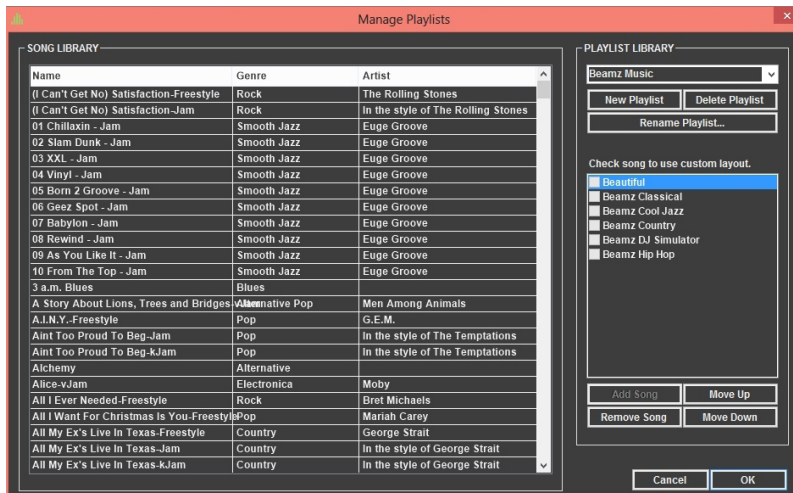 Manage Playlists
SONG LIBRARY
Name Genre Artist
(I Can't Get No) Satisfaction-Freestyle Rock The Rolling Stones
(I Can't Get No) Satisfaction-Jam Rock In the style of The Rolling Stones
01 Chillaxin - Jam Smooth Jazz Euge Groove
02 Slam Dunk - Jam Smooth Jazz Euge Groove
03 XXL - Jam Smooth Jazz Euge Groove
04 Vinyl - Jam Smooth Jazz Euge Groove
05 Born 2 Groove - Jam Smooth Jazz Euge Groove
06 Geez Spot - Jam Smooth Jazz Euge Groove
07 Babylon - Jam Smooth Jazz Euge Groove
08 Rewind - Jam Smooth Jazz Euge Groove
09 As You Like It - Jam Smooth Jazz Euge Groove
10 From The Top - Jam Smooth Jazz Euge Groove
3 a.m. Blues Blues
A Story About Lions, Trees and Bridges Alternative Pop Men Among Animals
A.I.N.Y.-Freestyle Pop G.E.M.
Aint Too Proud To Beg-Jam Pop In the style of The Temptations
Aint Too Proud To Beg-kJam Pop In the style of The Temptations
Alchemy Alternative
Alice-vJam Electronica Moby
All I Ever Needed-Freestyle Rock Bret Michaels
All I Want For Christmas Is You-Freestyle Pop Mariah Carey
All My Ex's Live In Texas-Freestyle Country George Strait
All My Ex's Live In Texas-Jam Country In the style of George Strait
All My Ex's Live In Texas-kJam Country In the style of George Strait
PLAYLIST LIBRARY
Beamz Music
New Playlist Delete Playlist
Rename Playlist...
Check song to use custom layout.
Beautiful
Beamz Classical
Beamz Cool Jazz
Beamz Country
Beamz DJ Simulator
Beamz Hip Hop
Add Song Move Up
Remove Song Move Down
Cancel OK